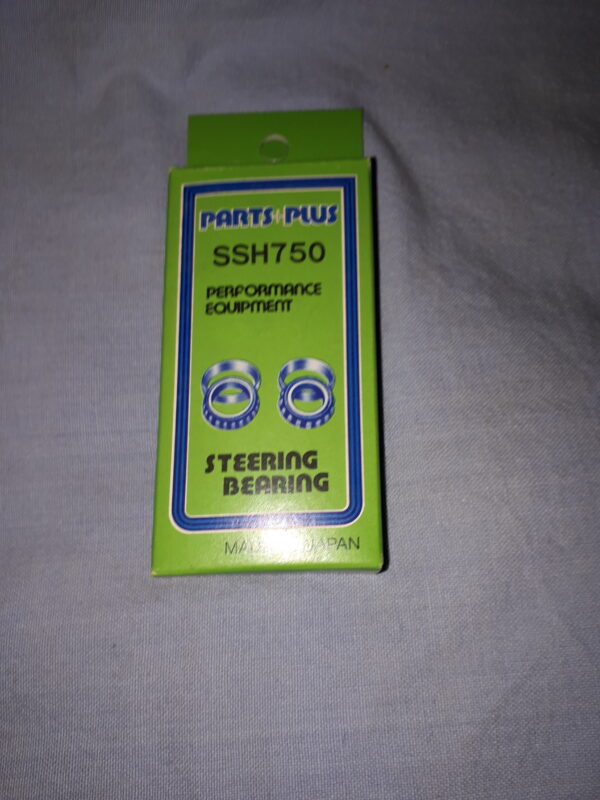 PARTS+PLUS
SSH750
PERFORMANCE
EQUIPMENT
STEERING
BEARING
JAPAN